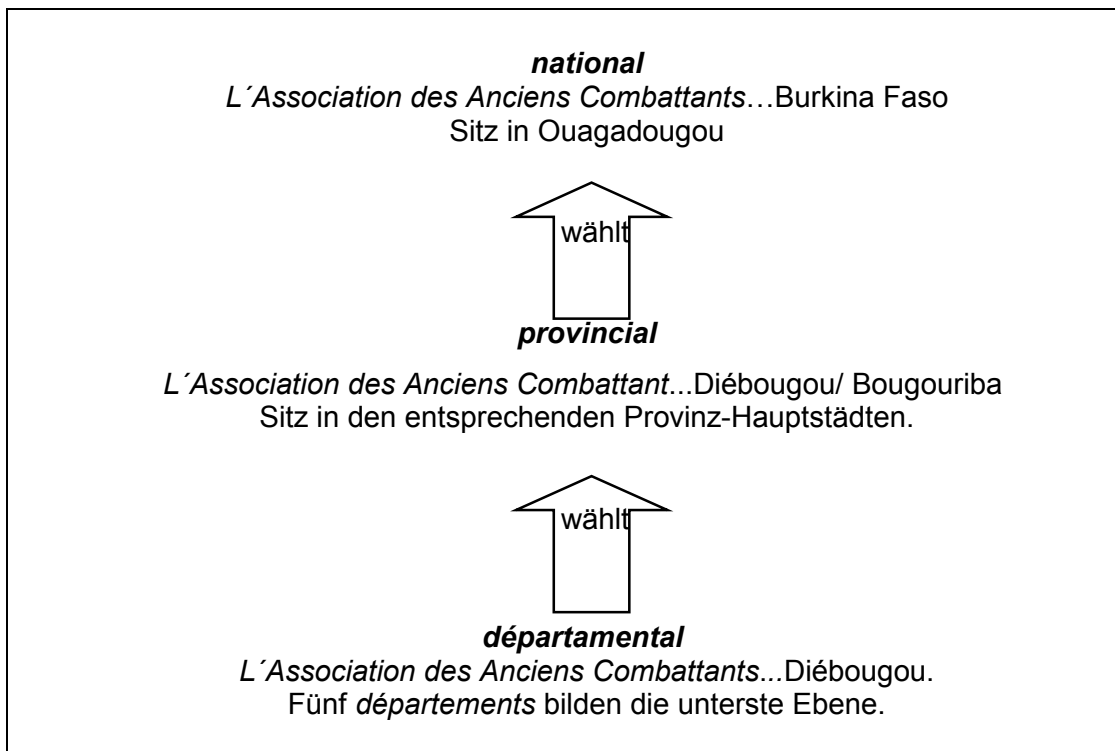 national
L´Association des Anciens Combattants…Burkina Faso
Sitz in Ouagadougou
wählt
provincial
L´Association des Anciens Combattant...Diébougou/ Bougouriba
Sitz in den entsprechenden Provinz-Hauptstädten.
wählt
départamental
L´Association des Anciens Combattants...Diébougou.
Fünf départements bilden die unterste Ebene.